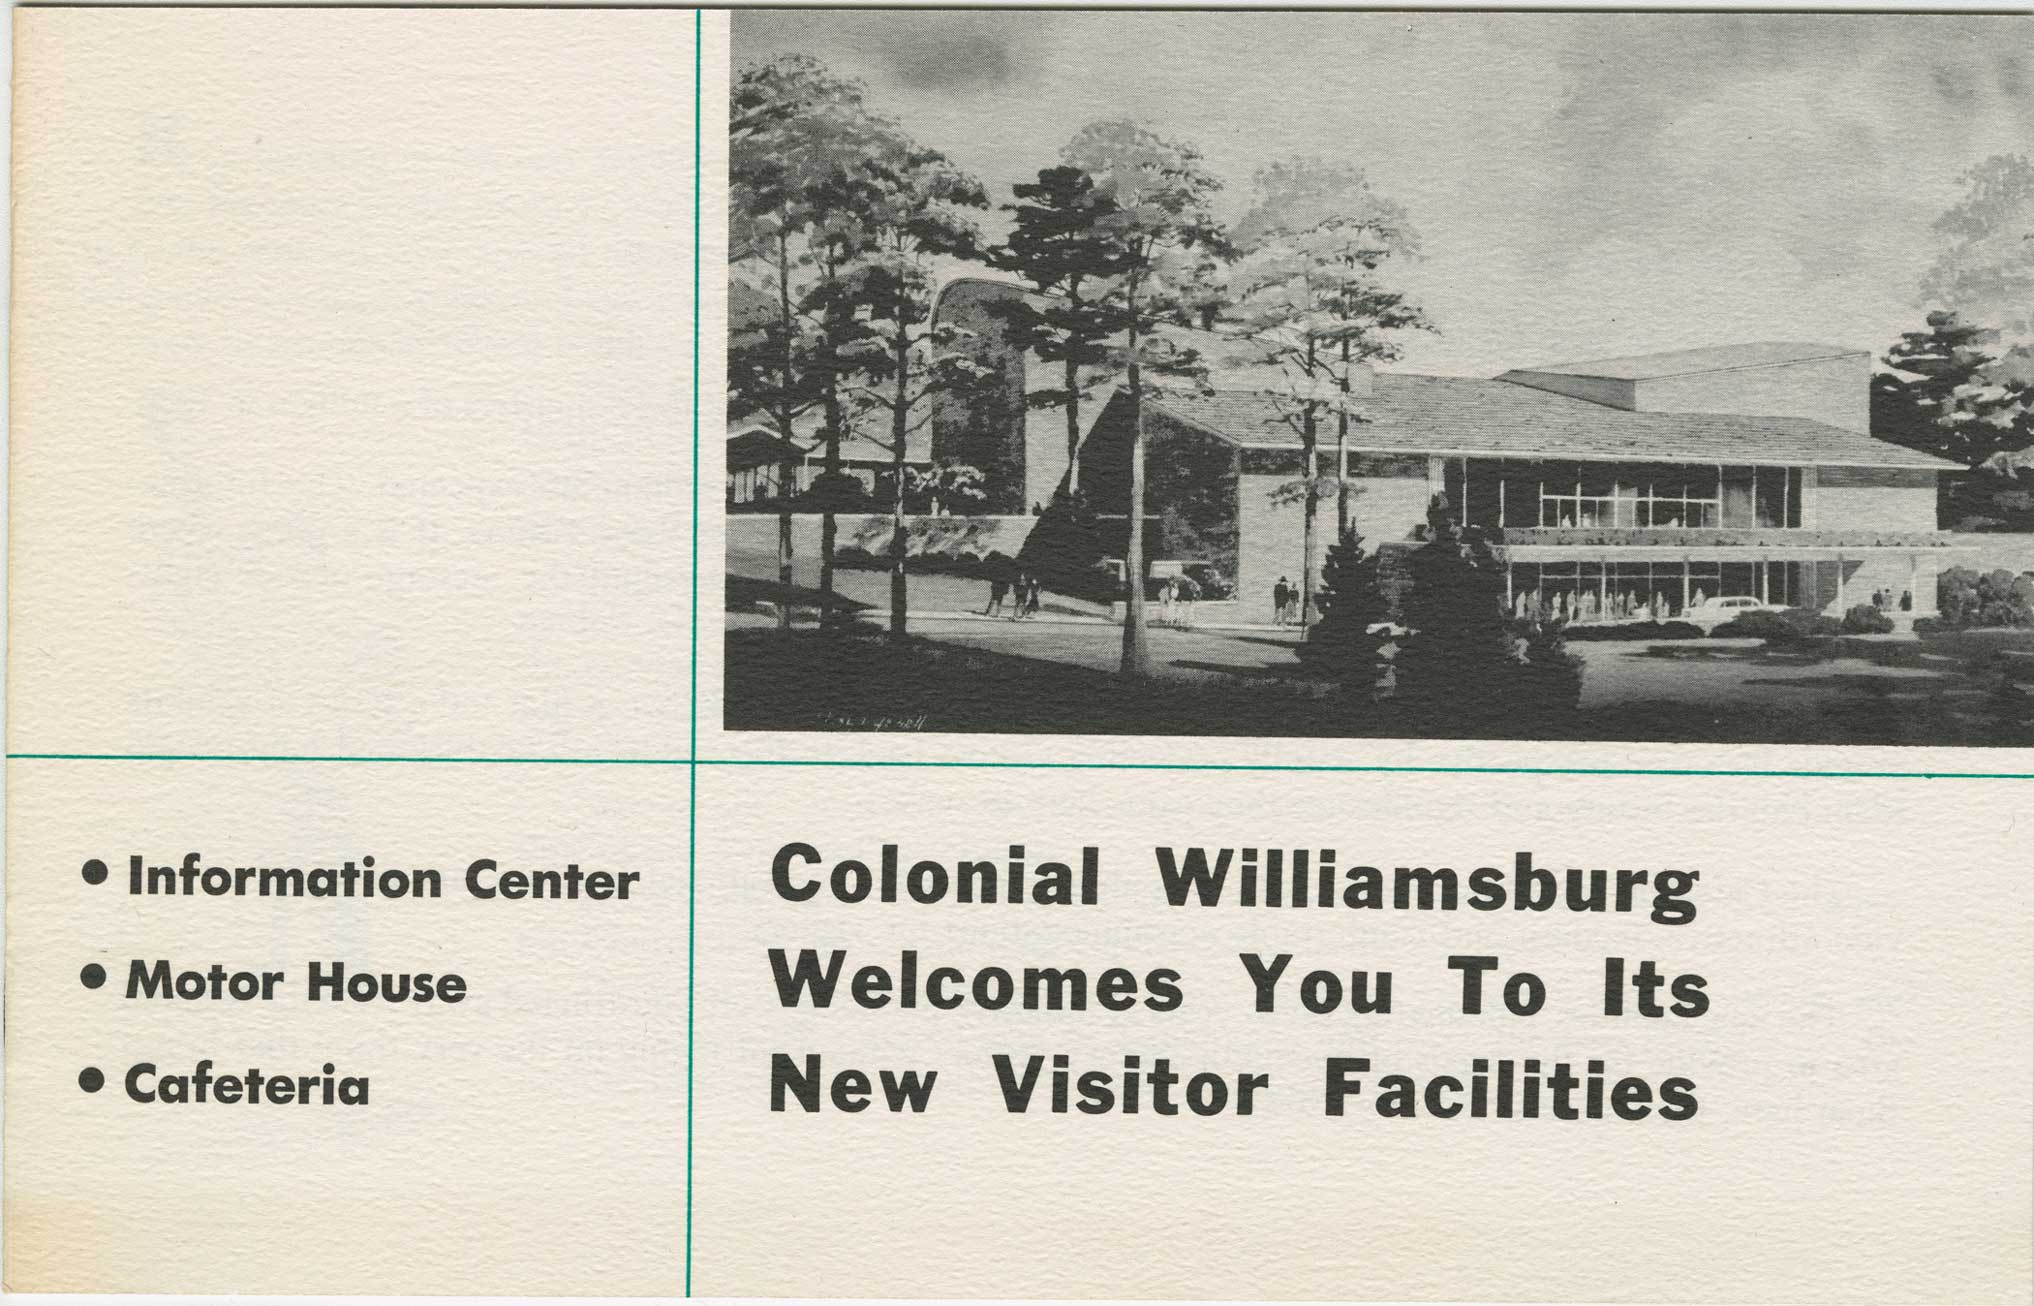 • Information Center
• Motor House
• Cafeteria
Colonial Williamsburg
Welcomes You To Its
New Visitor Facilities